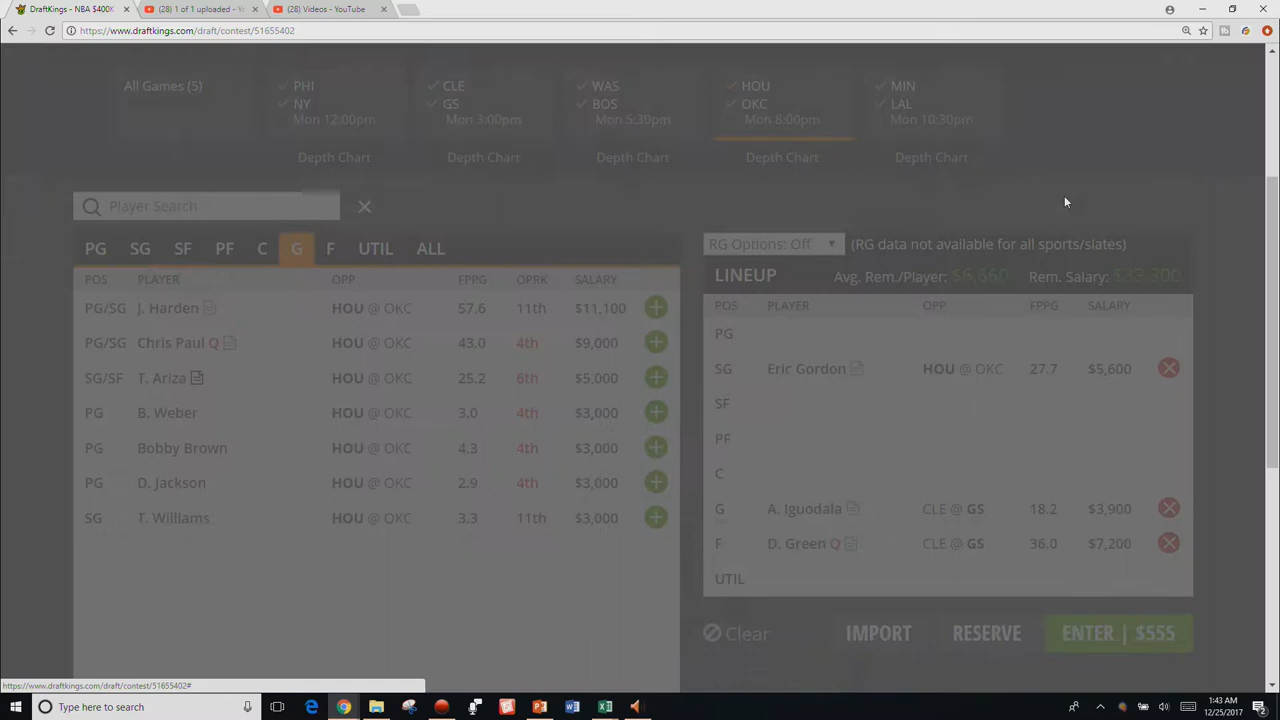 DraftKings - NBA $400K
(28) 1 of 1 uploaded - Yo
(28) Videos - YouTube
https://www.draftkings.com/draft/contest/51655402
All Games (5)
PHI
NY
Mon 12:00pm
CLE
GS
Mon 3:00pm
WAS
BOS
Mon 5:30pm
HOU
OKC
Mon 8:00pm
MIN
LAL
Mon 10:30pm
Depth Chart
Depth Chart
Depth Chart
Depth Chart
Depth Chart
Player Search
PG SG SF PF C G F UTIL ALL
POS PLAYER OPP FPPG OPRK SALARY
PG/SG J. Harden HOU @ OKC 57.6 11th $11,100
PG/SG Chris Paul Q HOU @ OKC 43.0 4th $9,000
SG/SF T. Ariza HOU @ OKC 25.2 6th $5,000
PG B. Weber HOU @ OKC 3.0 4th $3,000
PG Bobby Brown HOU @ OKC 4.3 4th $3,000
PG D. Jackson HOU @ OKC 2.9 4th $3,000
SG T. Williams HOU @ OKC 3.3 11th $3,000
RG Options: Off (RG data not available for all sports/slates)
LINEUP Avg. Rem./Player: $6,660 Rem. Salary: $33,300
POS PLAYER OPP FPPG SALARY
PG
SG Eric Gordon HOU @ OKC 27.7 $5,600
SF
PF
C
G A. Iguodala CLE @ GS 18.2 $3,900
F D. Green Q CLE @ GS 36.0 $7,200
UTIL
Clear IMPORT RESERVE ENTER | $555
https://www.draftkings.com/draft/contest/51655402#
Type here to search
1:43 AM
12/25/2017
2